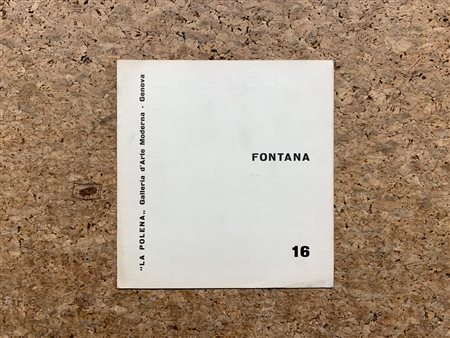 "LA POLENA„ Galleria d'Arte Moderna - Genova
FONTANA
16